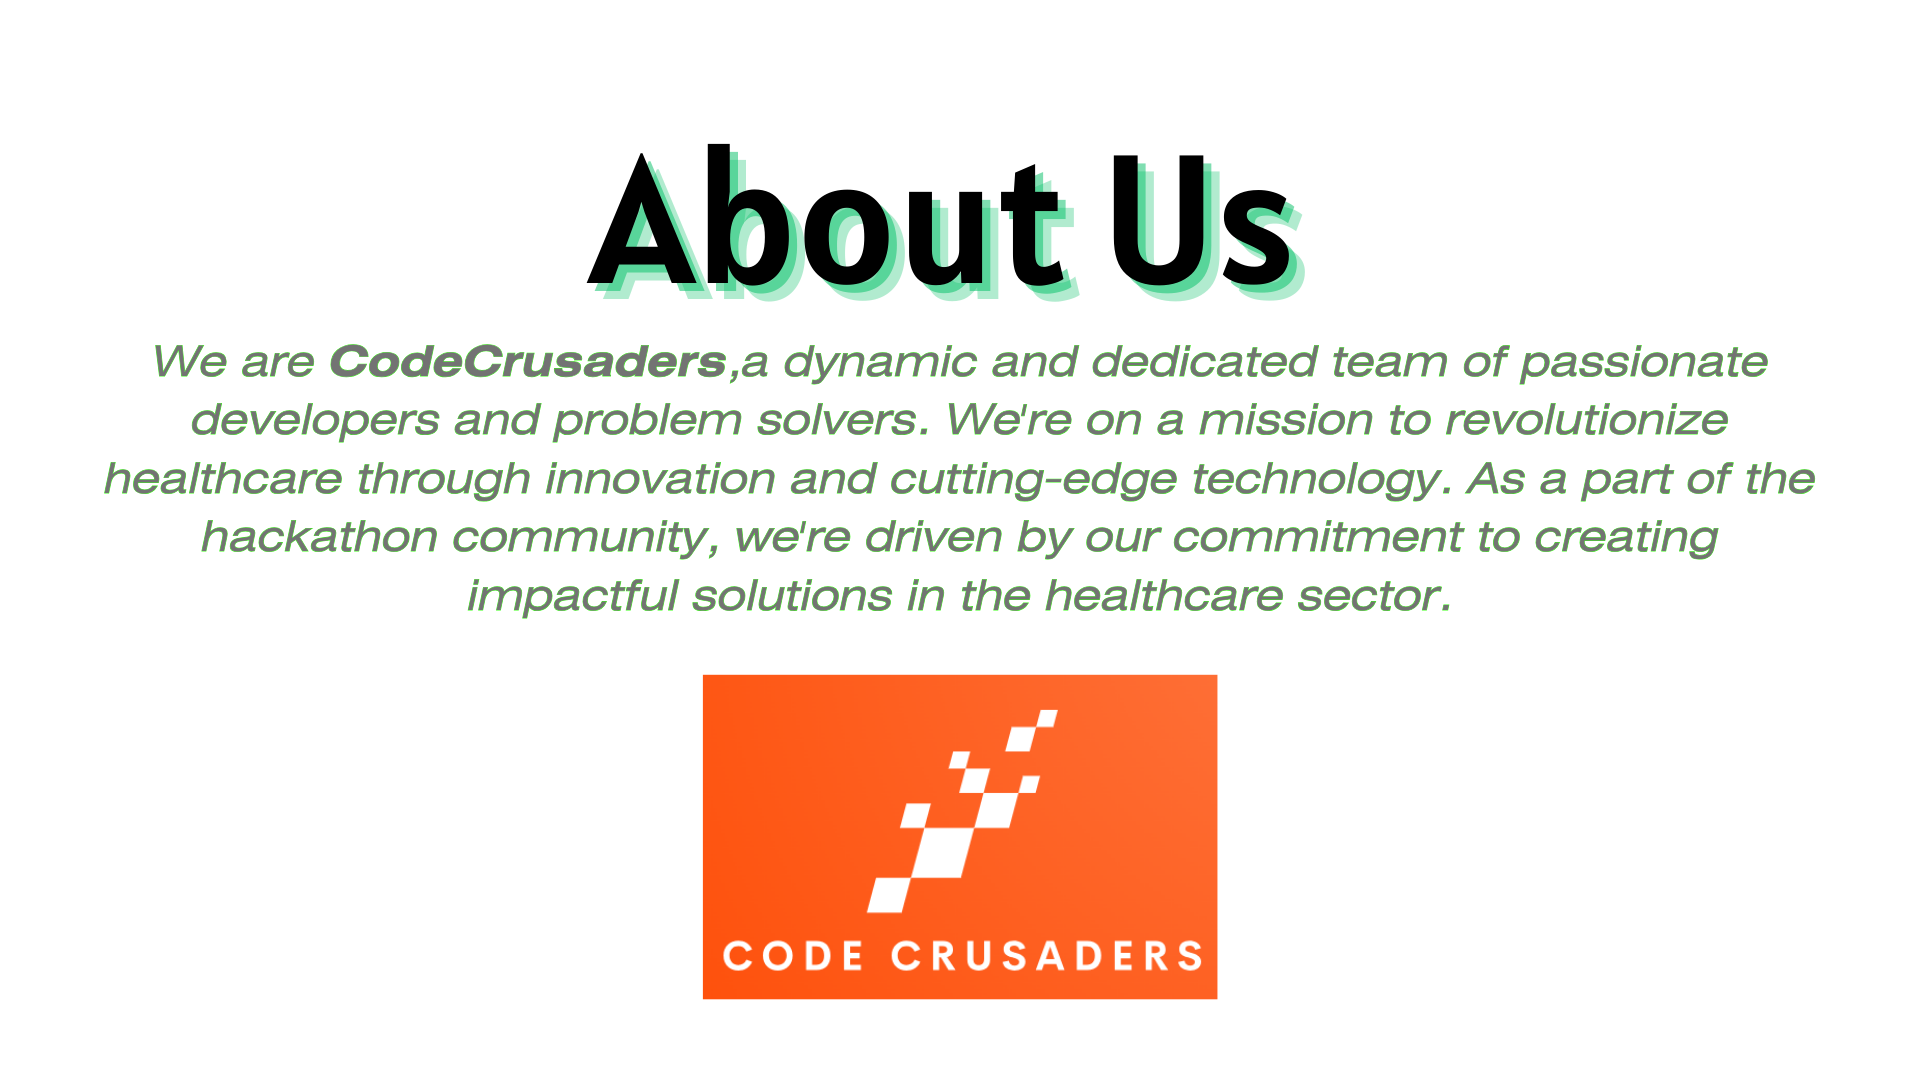 About Us
We are CodeCrusaders,a dynamic and dedicated team of passionate
developers and problem solvers. We're on a mission to revolutionize
healthcare through innovation and cutting-edge technology. As a part of the
hackathon community, we're driven by our commitment to creating
impactful solutions in the healthcare sector.
CODE CRUSADERS